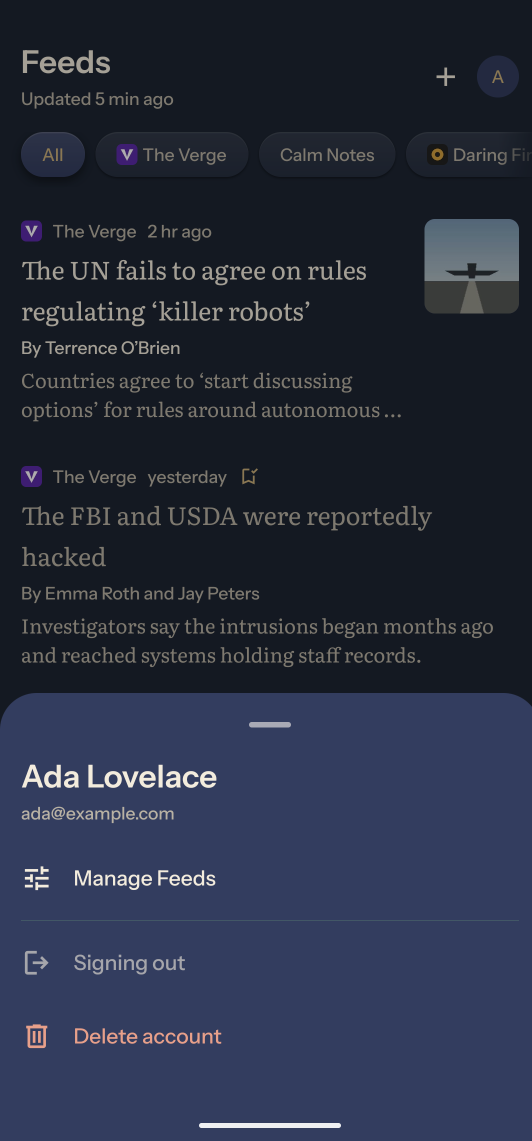 Feeds
Updated 5 min ago
A
All
The Verge
Calm Notes
Daring
The Verge 2 hr ago
The UN fails to agree on rules
regulating ‘killer robots’
By Terrence O’Brien
Countries agree to ‘start discussing
options’ for rules around autonomous ...
The Verge yesterday
The FBI and USDA were reportedly
hacked
By Emma Roth and Jay Peters
Investigators say the intrusions began months ago
and reached systems holding staff records.
Ada Lovelace
ada@example.com
Manage Feeds
Signing out
Delete account